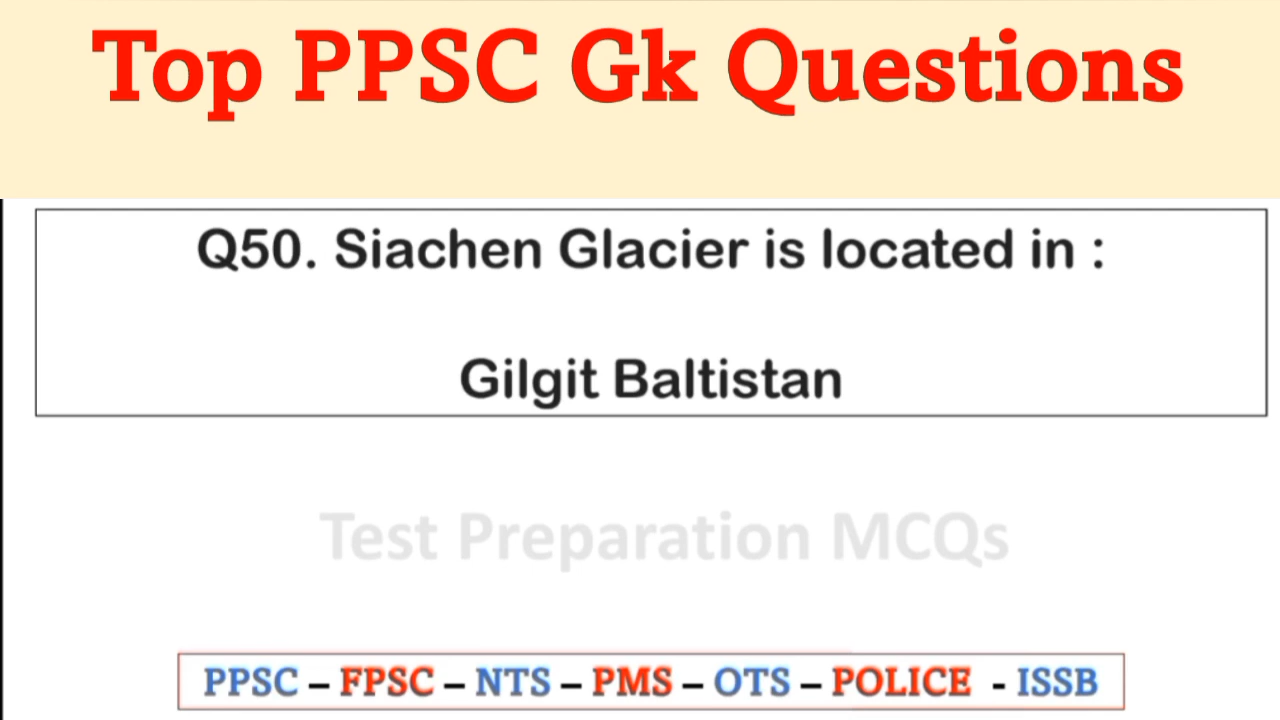 Top PPSC Gk Questions
Q50. Siachen Glacier is located in :
Gilgit Baltistan
Test Preparation MCQs
PPSC – FPSC – NTS – PMS – OTS – POLICE - ISSB